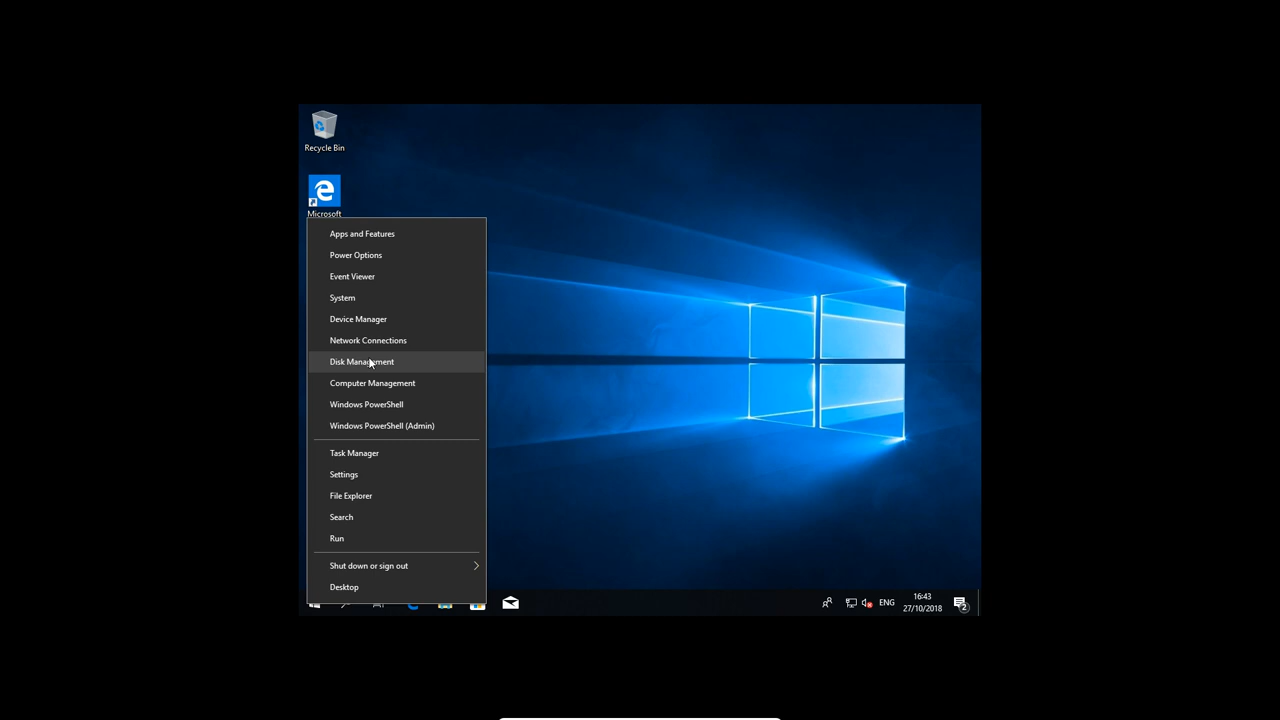 Recycle Bin
Microsoft
Apps and Features
Power Options
Event Viewer
System
Device Manager
Network Connections
Disk Management
Computer Management
Windows PowerShell
Windows PowerShell (Admin)
Task Manager
Settings
File Explorer
Search
Run
Shut down or sign out
Desktop
ENG
16:43
27/10/2018
2